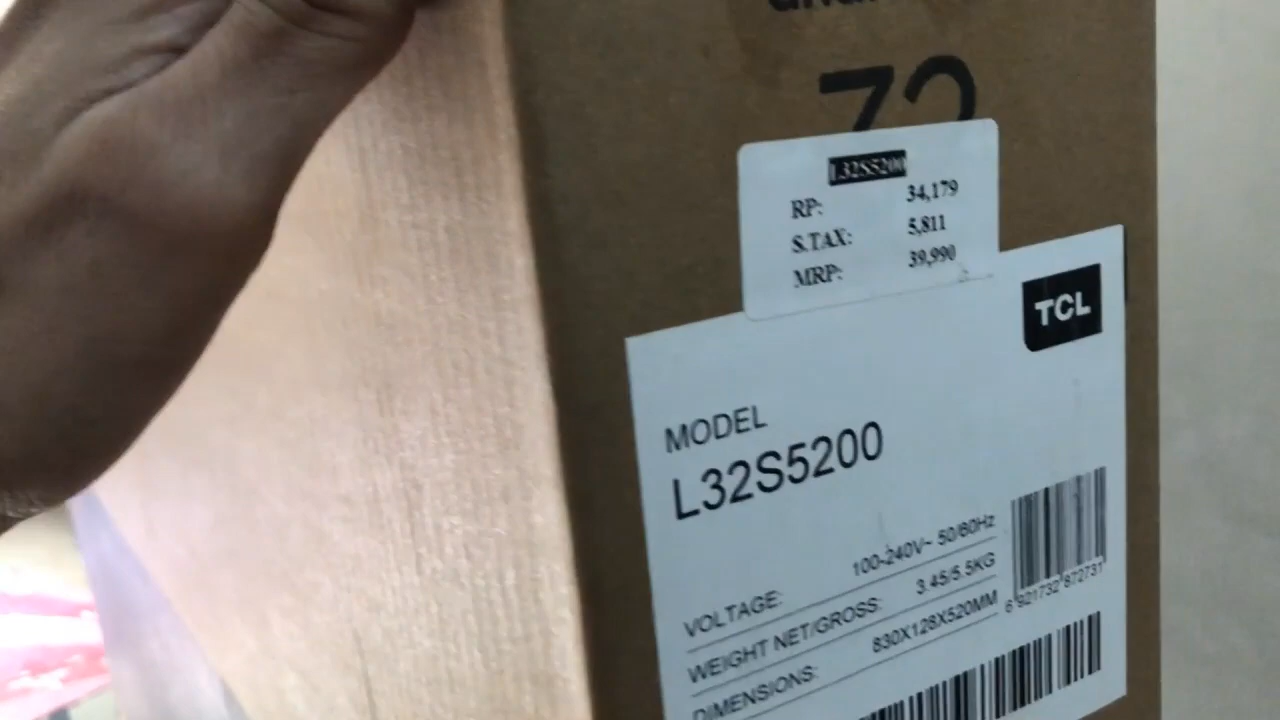 32
L32S5200
RP: 34,179
S.TAX: 5,811
MRP: 39,990
TCL
MODEL
L32S5200
VOLTAGE: 100-240V~ 50/60Hz
WEIGHT NET/GROSS: 3.45/5.5KG
DIMENSIONS: 830X128X520MM
6 921732 872731